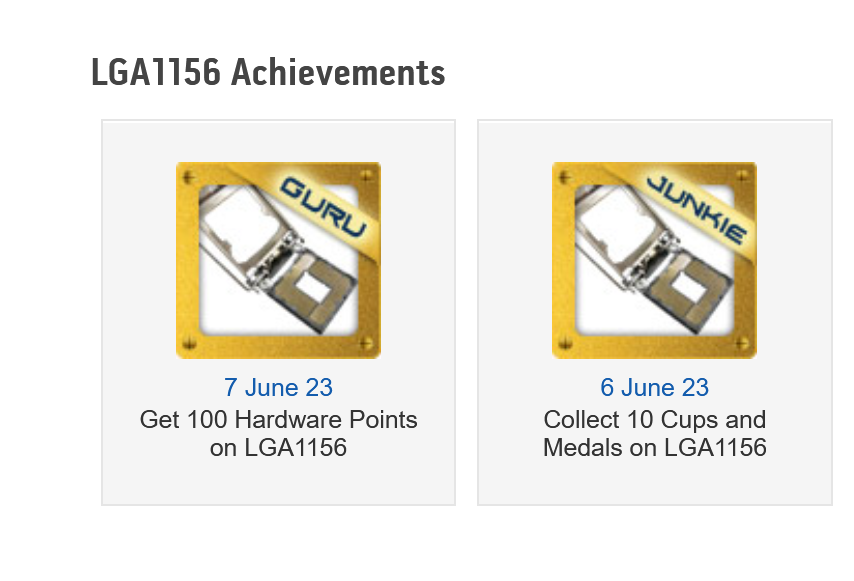 LGA1156 Achievements
GURU
JUNKIE
7 June 23
Get 100 Hardware Points
on LGA1156
6 June 23
Collect 10 Cups and
Medals on LGA1156